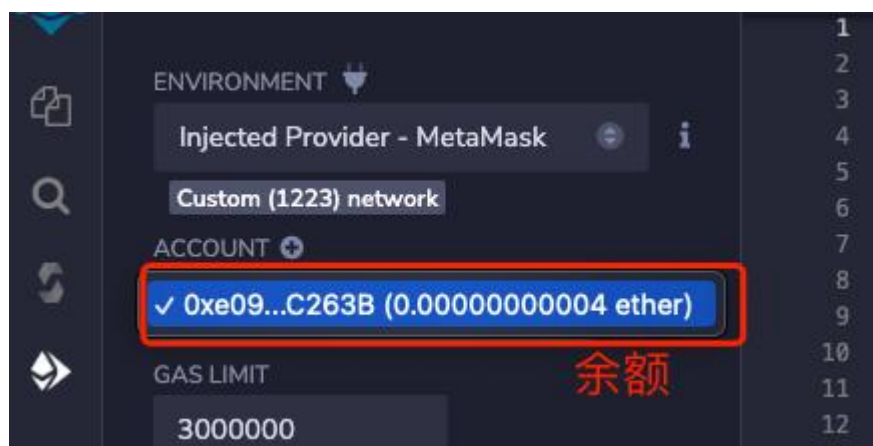 ENVIRONMENT
Injected Provider - MetaMask
Custom (1223) network
ACCOUNT
✓ 0xe09...C263B (0.00000000004 ether)
余额
GAS LIMIT
3000000
1
2
3
4
5
6
7
8
9
10
11
12